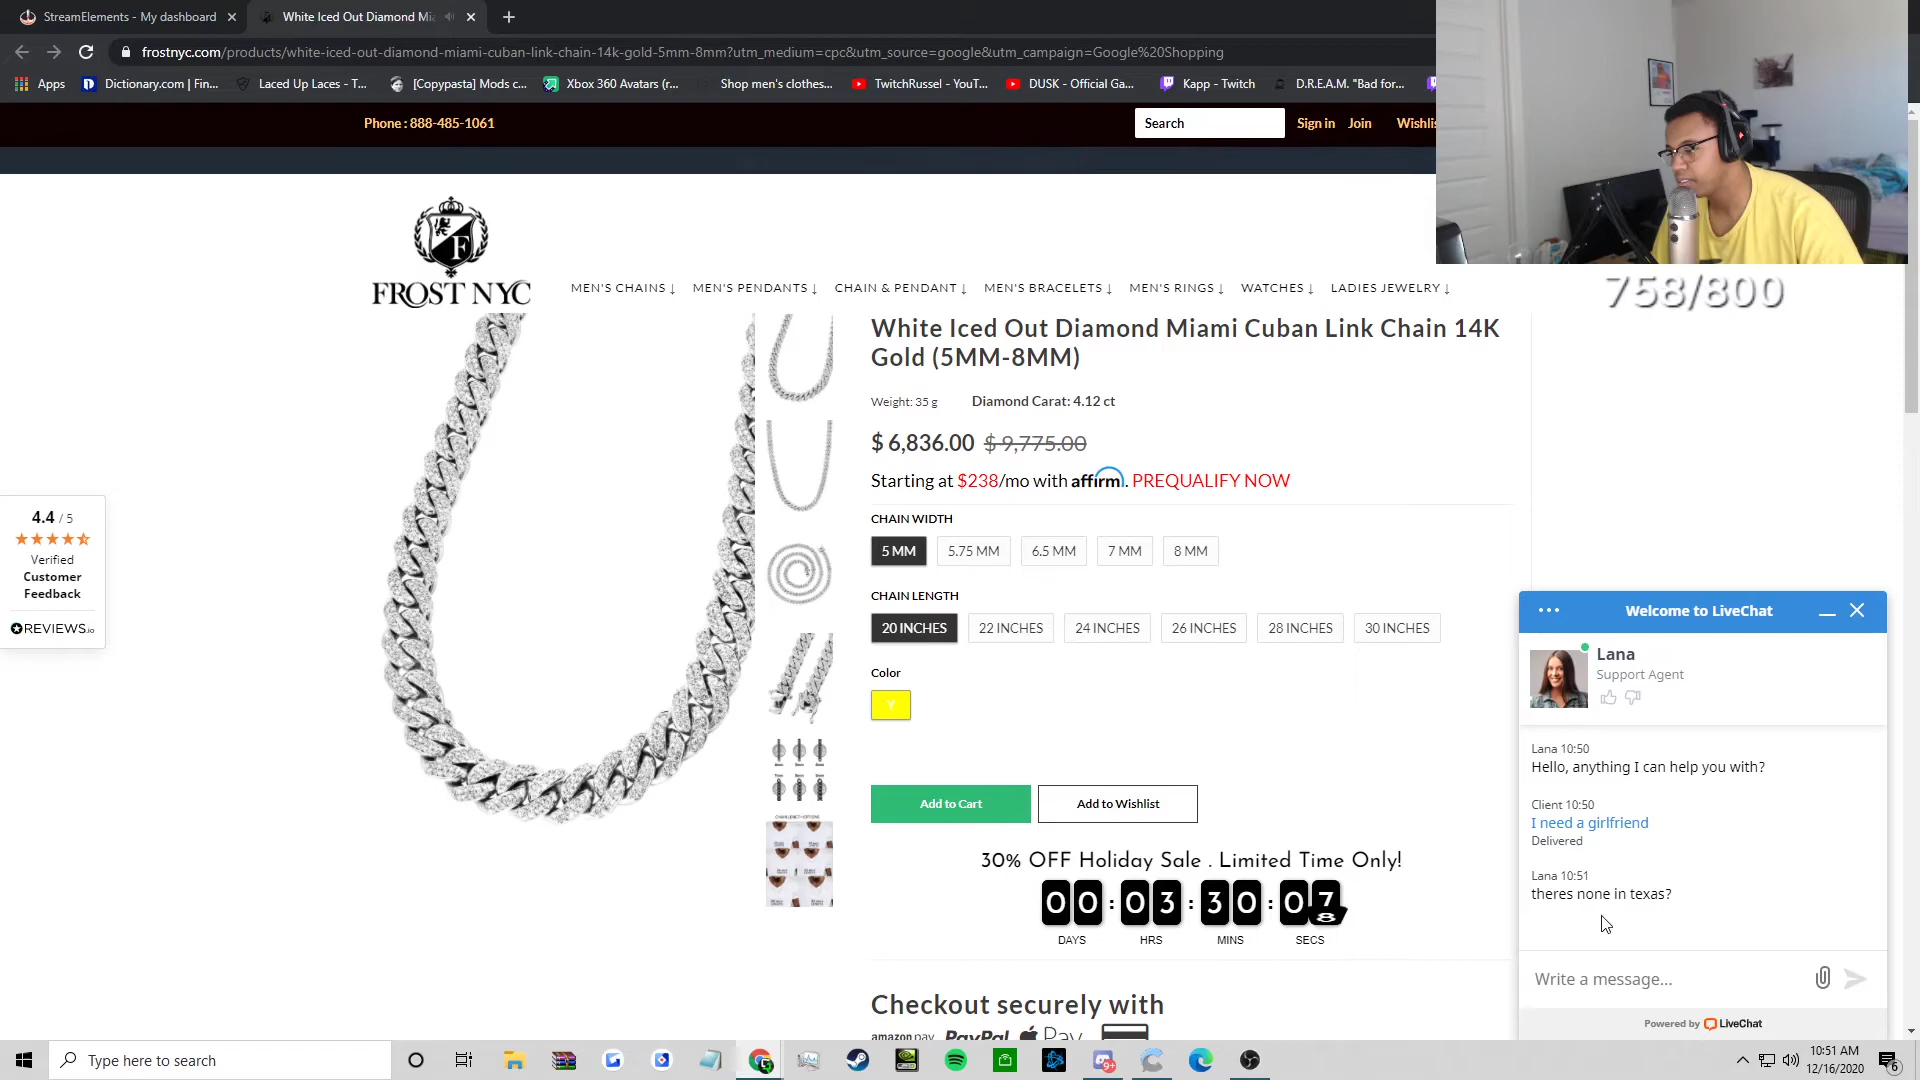 StreamElements - My dashboard
White Iced Out Diamond Mi
frostnyc.com/products/white-iced-out-diamond-miami-cuban-link-chain-14k-gold-5mm-8mm?utm_medium=cpc&utm_source=google&utm_campaign=Google%20Shopping
Apps
Dictionary.com | Fin...
Laced Up Laces - T...
[Copypasta] Mods c...
Xbox 360 Avatars (r...
Shop men's clothes...
TwitchRussel - YouT...
DUSK - Official Ga...
Kapp - Twitch
D.R.E.A.M. "Bad for...
Phone : 888-485-1061
Search
Sign in
Join
Wishli
758/800
F
FROST NYC
MEN'S CHAINS ↓
MEN'S PENDANTS ↓
CHAIN & PENDANT ↓
MEN'S BRACELETS ↓
MEN'S RINGS ↓
WATCHES ↓
LADIES JEWELRY ↓
White Iced Out Diamond Miami Cuban Link Chain 14K
Gold (5MM-8MM)
Weight: 35 g
Diamond Carat: 4.12 ct
$ 6,836.00 $ 9,775.00
Starting at $238/mo with affirm. PREQUALIFY NOW
CHAIN WIDTH
5 MM
5.75 MM
6.5 MM
7 MM
8 MM
CHAIN LENGTH
20 INCHES
22 INCHES
24 INCHES
26 INCHES
28 INCHES
30 INCHES
Color
Y
Add to Cart
Add to Wishlist
30% OFF Holiday Sale . Limited Time Only!
00 : 03 : 30 : 0
DAYS
HRS
MINS
SECS
Checkout securely with
amazon pay
PayPal
Pay
4.4 / 5
Verified
Customer
Feedback
REVIEWS.io
Welcome to LiveChat
Lana
Support Agent
Lana 10:50
Hello, anything I can help you with?
Client 10:50
I need a girlfriend
Delivered
Lana 10:51
theres none in texas?
Write a message...
Powered by LiveChat
Type here to search
10:51 AM
12/16/2020
6